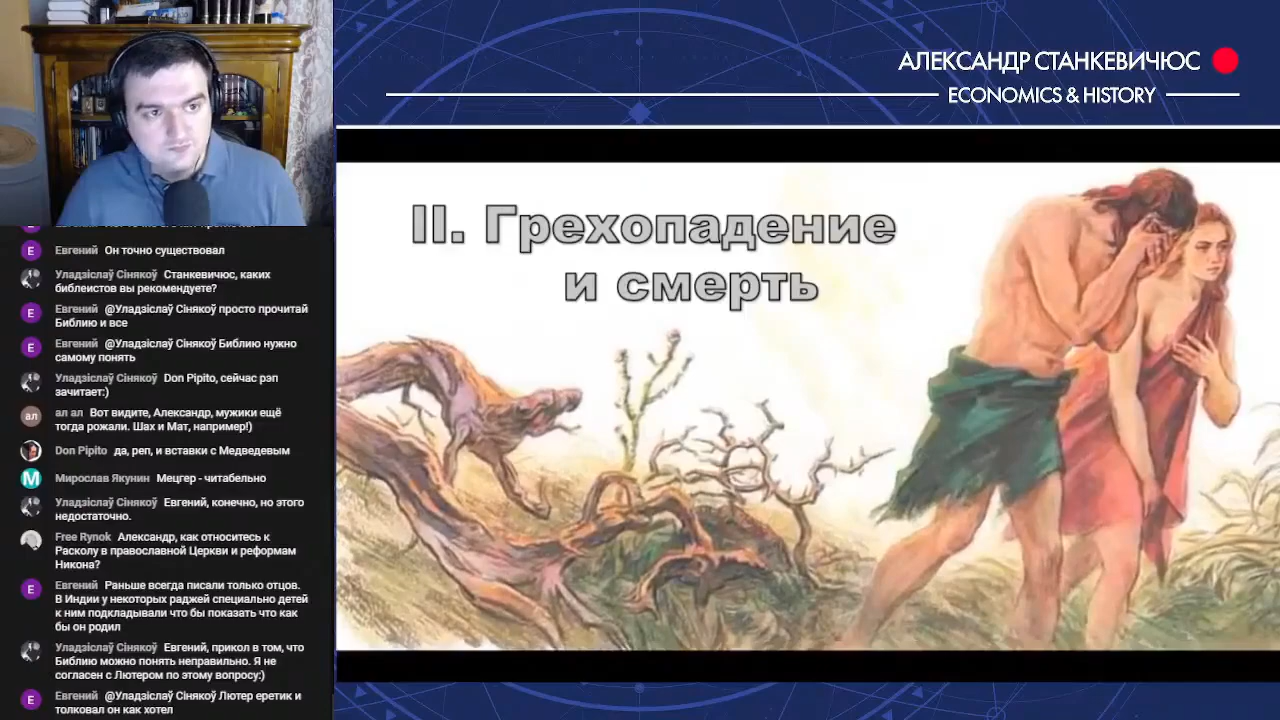 АЛЕКСАНДР СТАНКЕВИЧЮС
ECONOMICS & HISTORY
II. Грехопадение
и смерть
Е Евгений Он точно существовал
Уладзіслаў Сінякоў Станкевичюс, каких
библеистов вы рекомендуете?
Е Евгений @Уладзіслаў Сінякоў просто прочитай
Библию и все
Е Евгений @Уладзіслаў Сінякоў Библию нужно
самому понять
Уладзіслаў Сінякоў Don Pipito, сейчас рэп
зачитает:)
ал ал ал Вот видите, Александр, мужики ещё
тогда рожали. Шах и Мат, например!)
Don Pipito да, реп, и вставки с Медведевым
М Мирослав Якунин Мецгер - читабельно
Уладзіслаў Сінякоў Евгений, конечно, но этого
недостаточно.
Free Rynok Александр, как относитесь к
Расколу в православной Церкви и реформам
Никона?
Е Евгений Раньше всегда писали только отцов.
В Индии у некоторых раджей специально детей
к ним подкладывали что бы показать что как
бы он родил
Уладзіслаў Сінякоў Евгений, прикол в том, что
Библию можно понять неправильно. Я не
согласен с Лютером по этому вопросу:)
Е Евгений @Уладзіслаў Сінякоў Лютер еретик и
толковал он как хотел